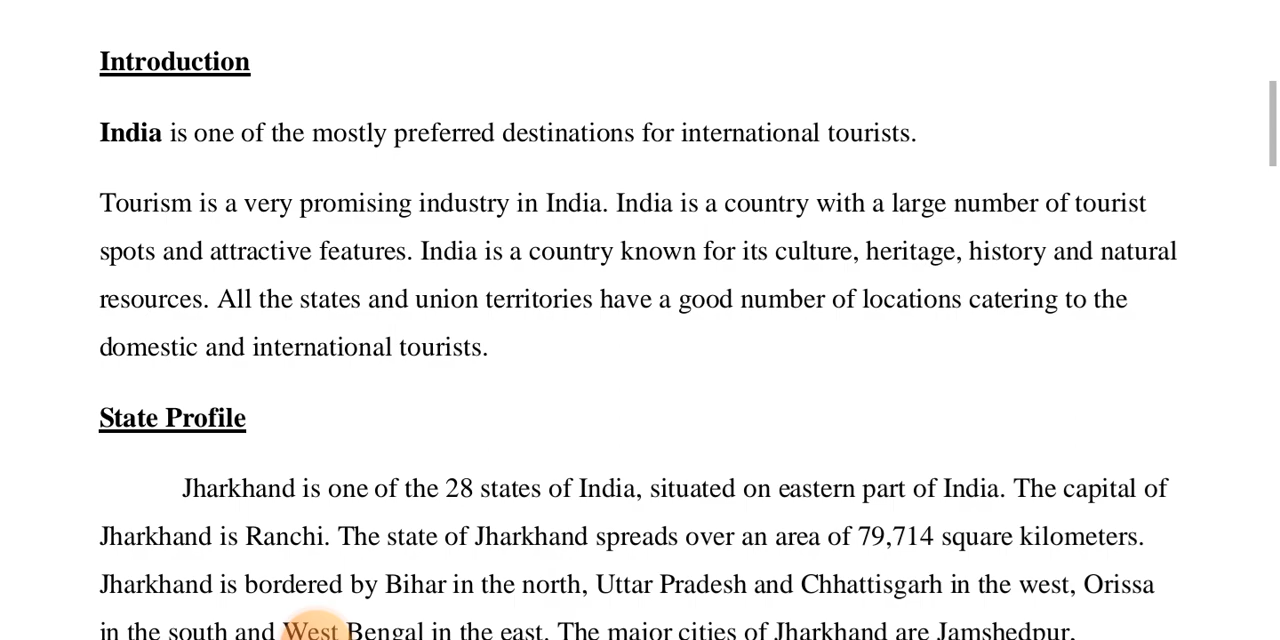 Introduction
India is one of the mostly preferred destinations for international tourists.
Tourism is a very promising industry in India. India is a country with a large number of tourist
spots and attractive features. India is a country known for its culture, heritage, history and natural
resources. All the states and union territories have a good number of locations catering to the
domestic and international tourists.
State Profile
Jharkhand is one of the 28 states of India, situated on eastern part of India. The capital of
Jharkhand is Ranchi. The state of Jharkhand spreads over an area of 79,714 square kilometers.
Jharkhand is bordered by Bihar in the north, Uttar Pradesh and Chhattisgarh in the west, Orissa
in the south and West Bengal in the east. The major cities of Jharkhand are Jamshedpur,